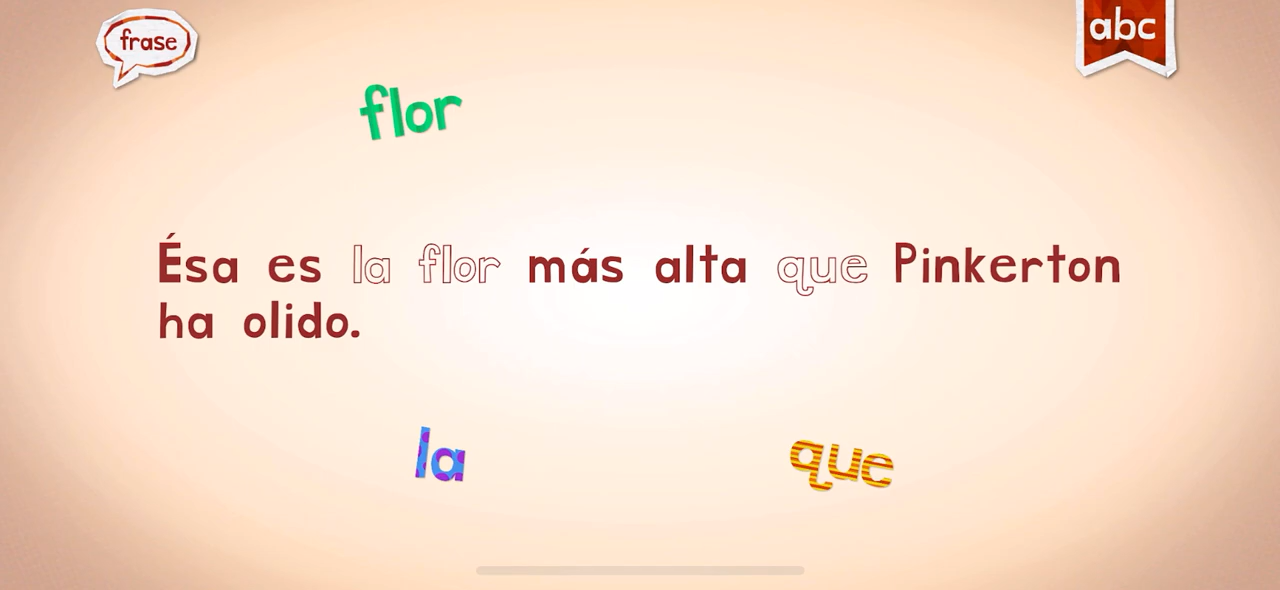 frase
abc
flor
Ésa es la flor más alta que Pinkerton
ha olido.
la
que